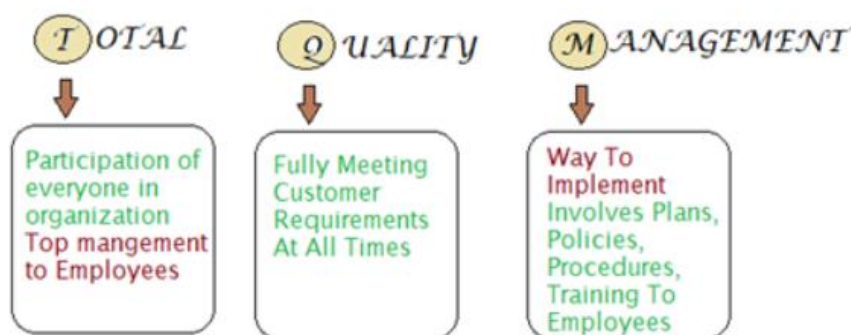 TOTAL
Participation of
everyone in
organization
Top mangement
to Employees
QUALITY
Fully Meeting
Customer
Requirements
At All Times
MANAGEMENT
Way To
Implement
Involves Plans,
Policies,
Procedures,
Training To
Employees